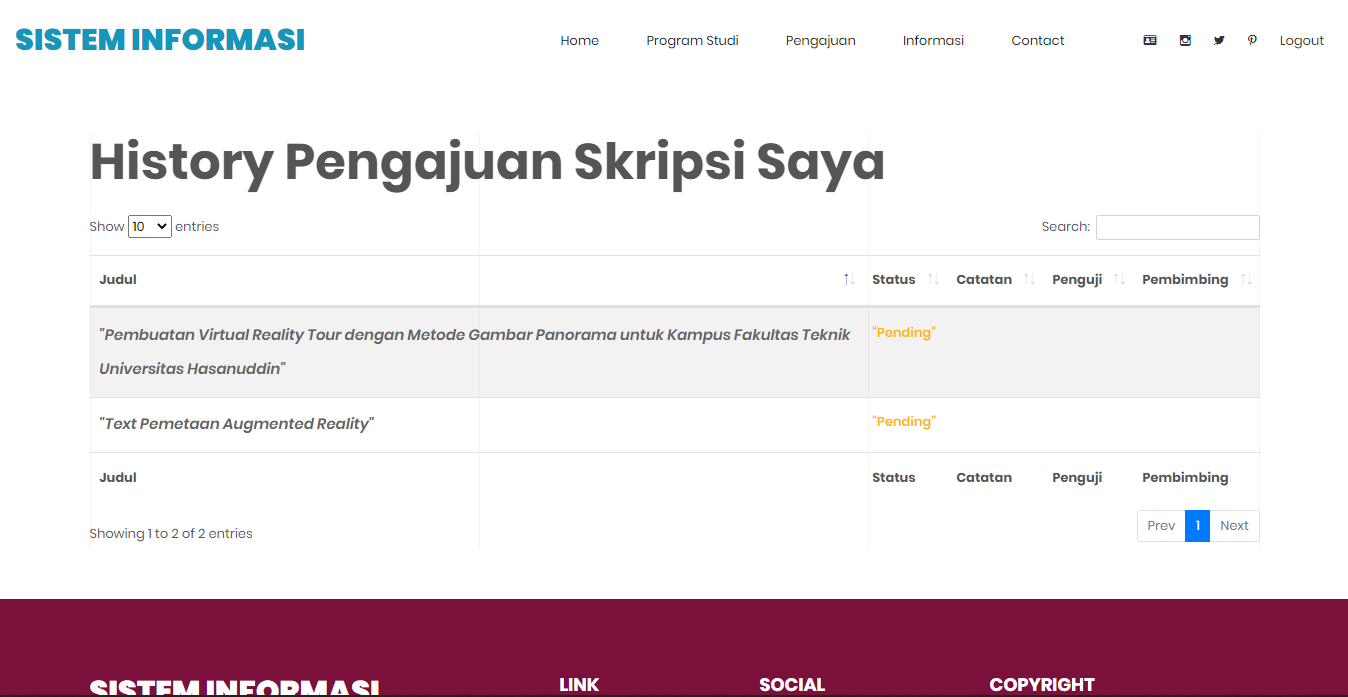 SISTEM INFORMASI
Home Program Studi Pengajuan Informasi Contact Logout
History Pengajuan Skripsi Saya
Show 10 entries Search:
Judul Status Catatan Penguji Pembimbing
"Pembuatan Virtual Reality Tour dengan Metode Gambar Panorama untuk Kampus Fakultas Teknik "Pending"
Universitas Hasanuddin"
"Text Pemetaan Augmented Reality" "Pending"
Judul Status Catatan Penguji Pembimbing
Showing 1 to 2 of 2 entries Prev 1 Next
SISTEM INFORMASI LINK SOCIAL COPYRIGHT